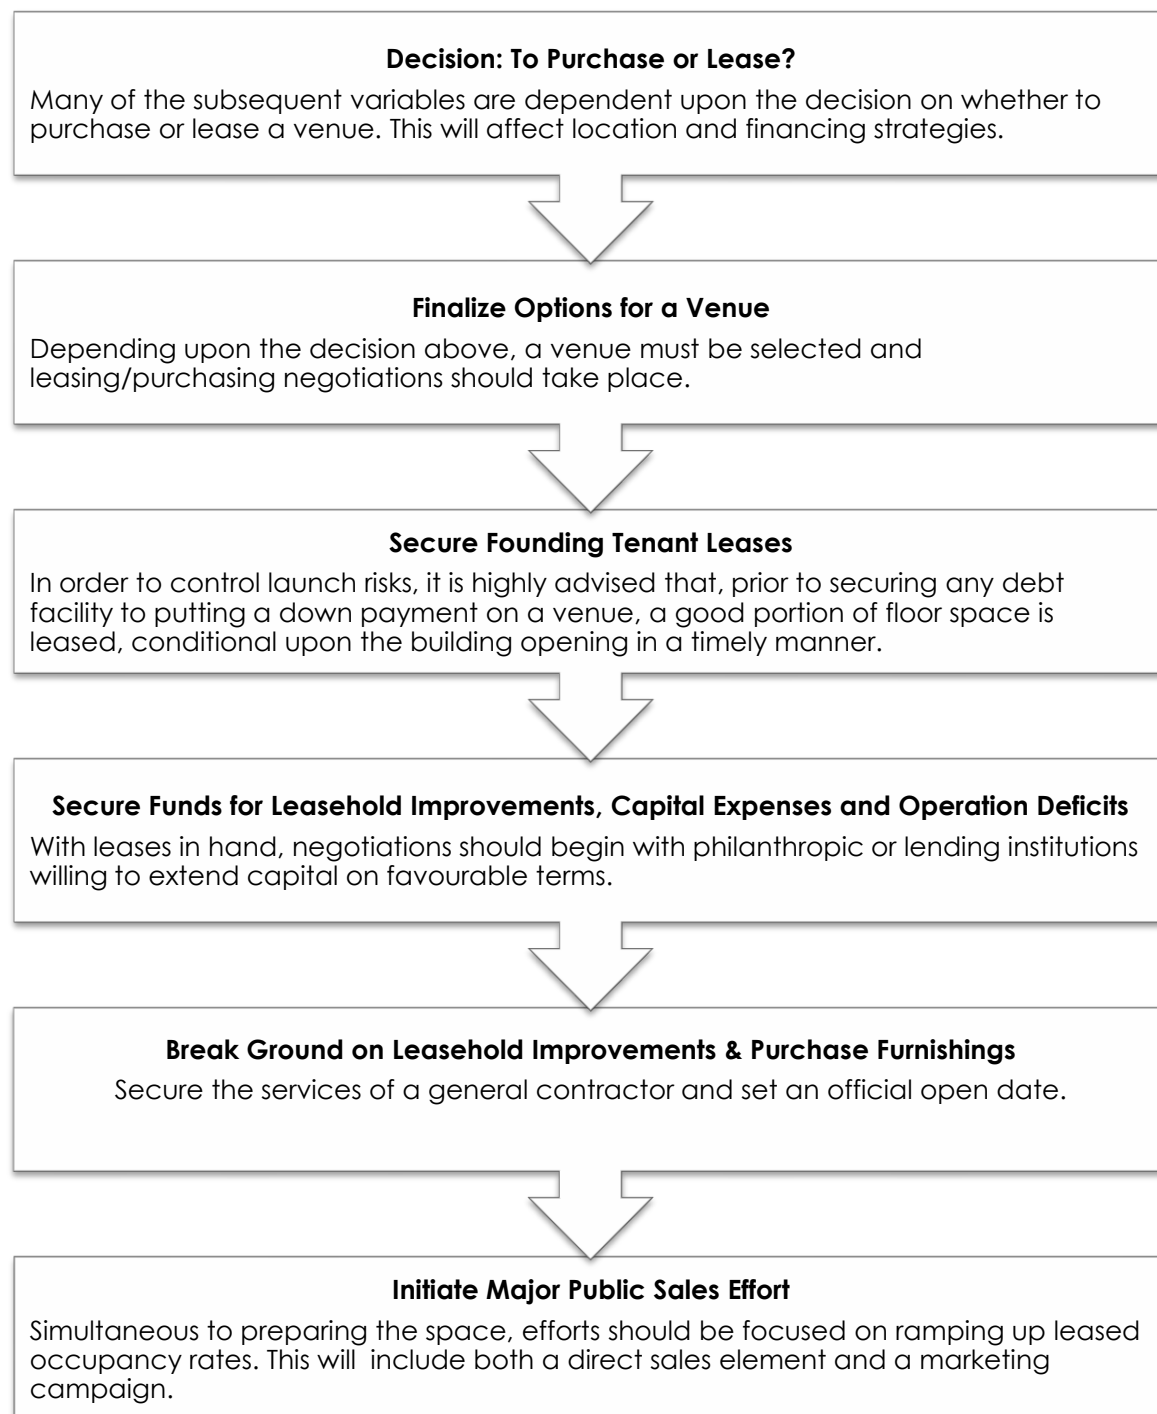 Decision: To Purchase or Lease?
Many of the subsequent variables are dependent upon the decision on whether to
purchase or lease a venue. This will affect location and financing strategies.
Finalize Options for a Venue
Depending upon the decision above, a venue must be selected and
leasing/purchasing negotiations should take place.
Secure Founding Tenant Leases
In order to control launch risks, it is highly advised that, prior to securing any debt
facility to putting a down payment on a venue, a good portion of floor space is
leased, conditional upon the building opening in a timely manner.
Secure Funds for Leasehold Improvements, Capital Expenses and Operation Deficits
With leases in hand, negotiations should begin with philanthropic or lending institutions
willing to extend capital on favourable terms.
Break Ground on Leasehold Improvements & Purchase Furnishings
Secure the services of a general contractor and set an official open date.
Initiate Major Public Sales Effort
Simultaneous to preparing the space, efforts should be focused on ramping up leased
occupancy rates. This will  include both a direct sales element and a marketing
campaign.